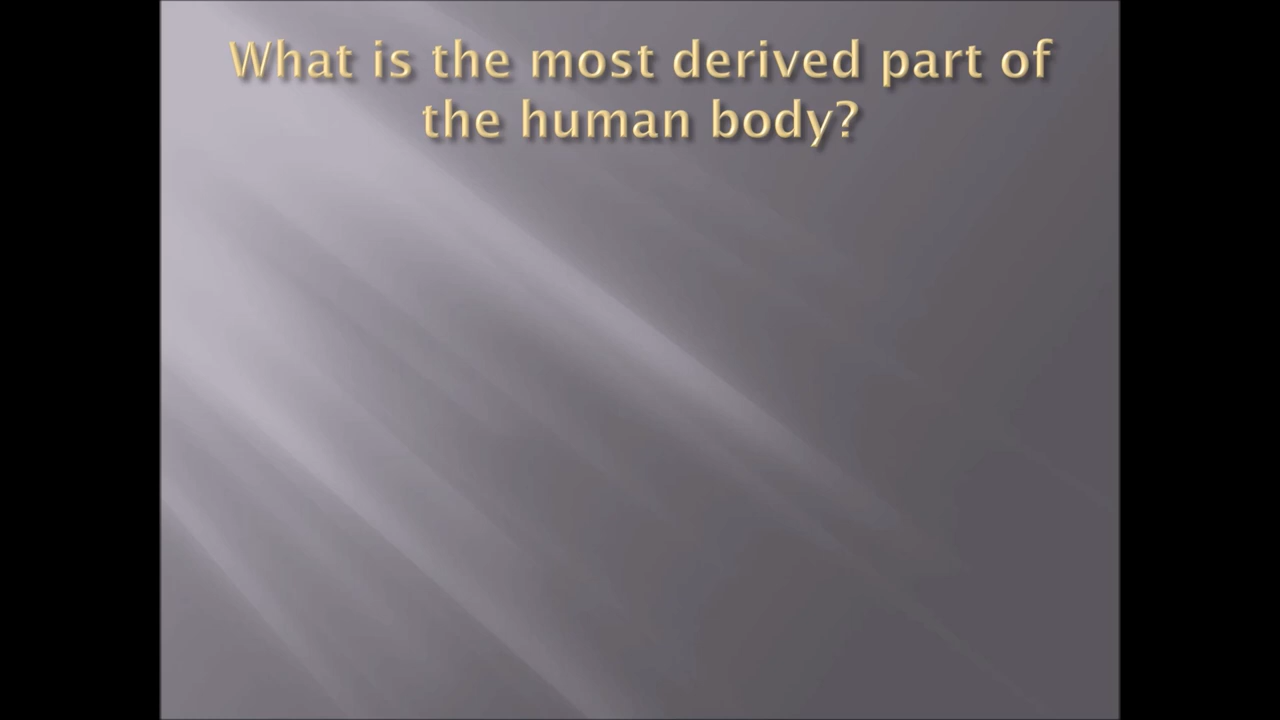 What is the most derived part of
the human body?